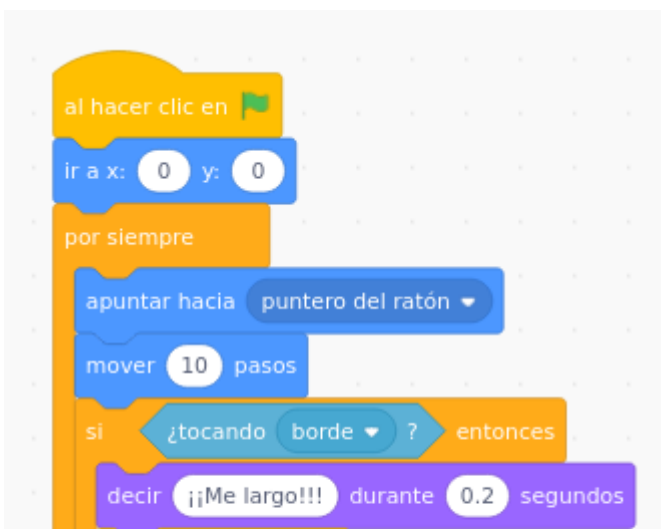 al hacer clic en
ir a x: 0 y: 0
por siempre
apuntar hacia puntero del ratón
mover 10 pasos
si ¿tocando borde ? entonces
decir ¡¡Me largo!!! durante 0.2 segundos